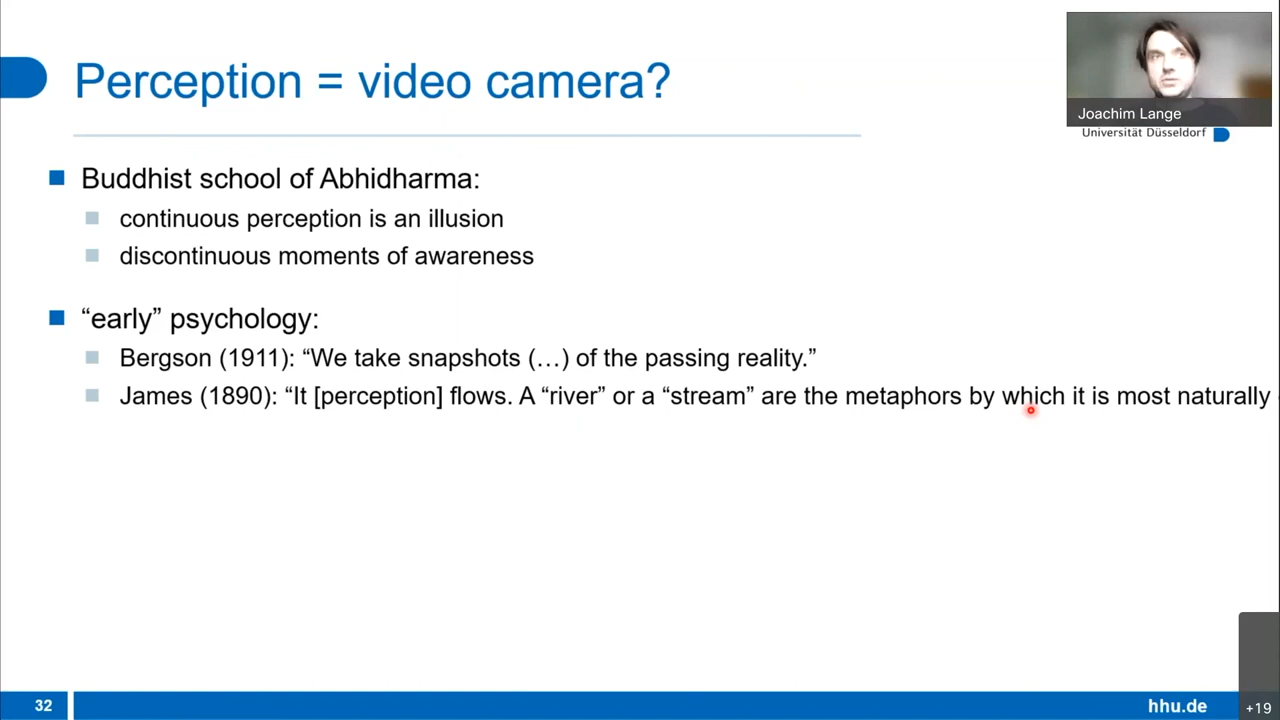 Perception = video camera?
Joachim Lange
Universität Düsseldorf
Buddhist school of Abhidharma:
continuous perception is an illusion
discontinuous moments of awareness
“early” psychology:
Bergson (1911): “We take snapshots (…) of the passing reality.”
James (1890): “It [perception] flows. A “river” or a “stream” are the metaphors by which it is most naturally
32
hhu.de
+19